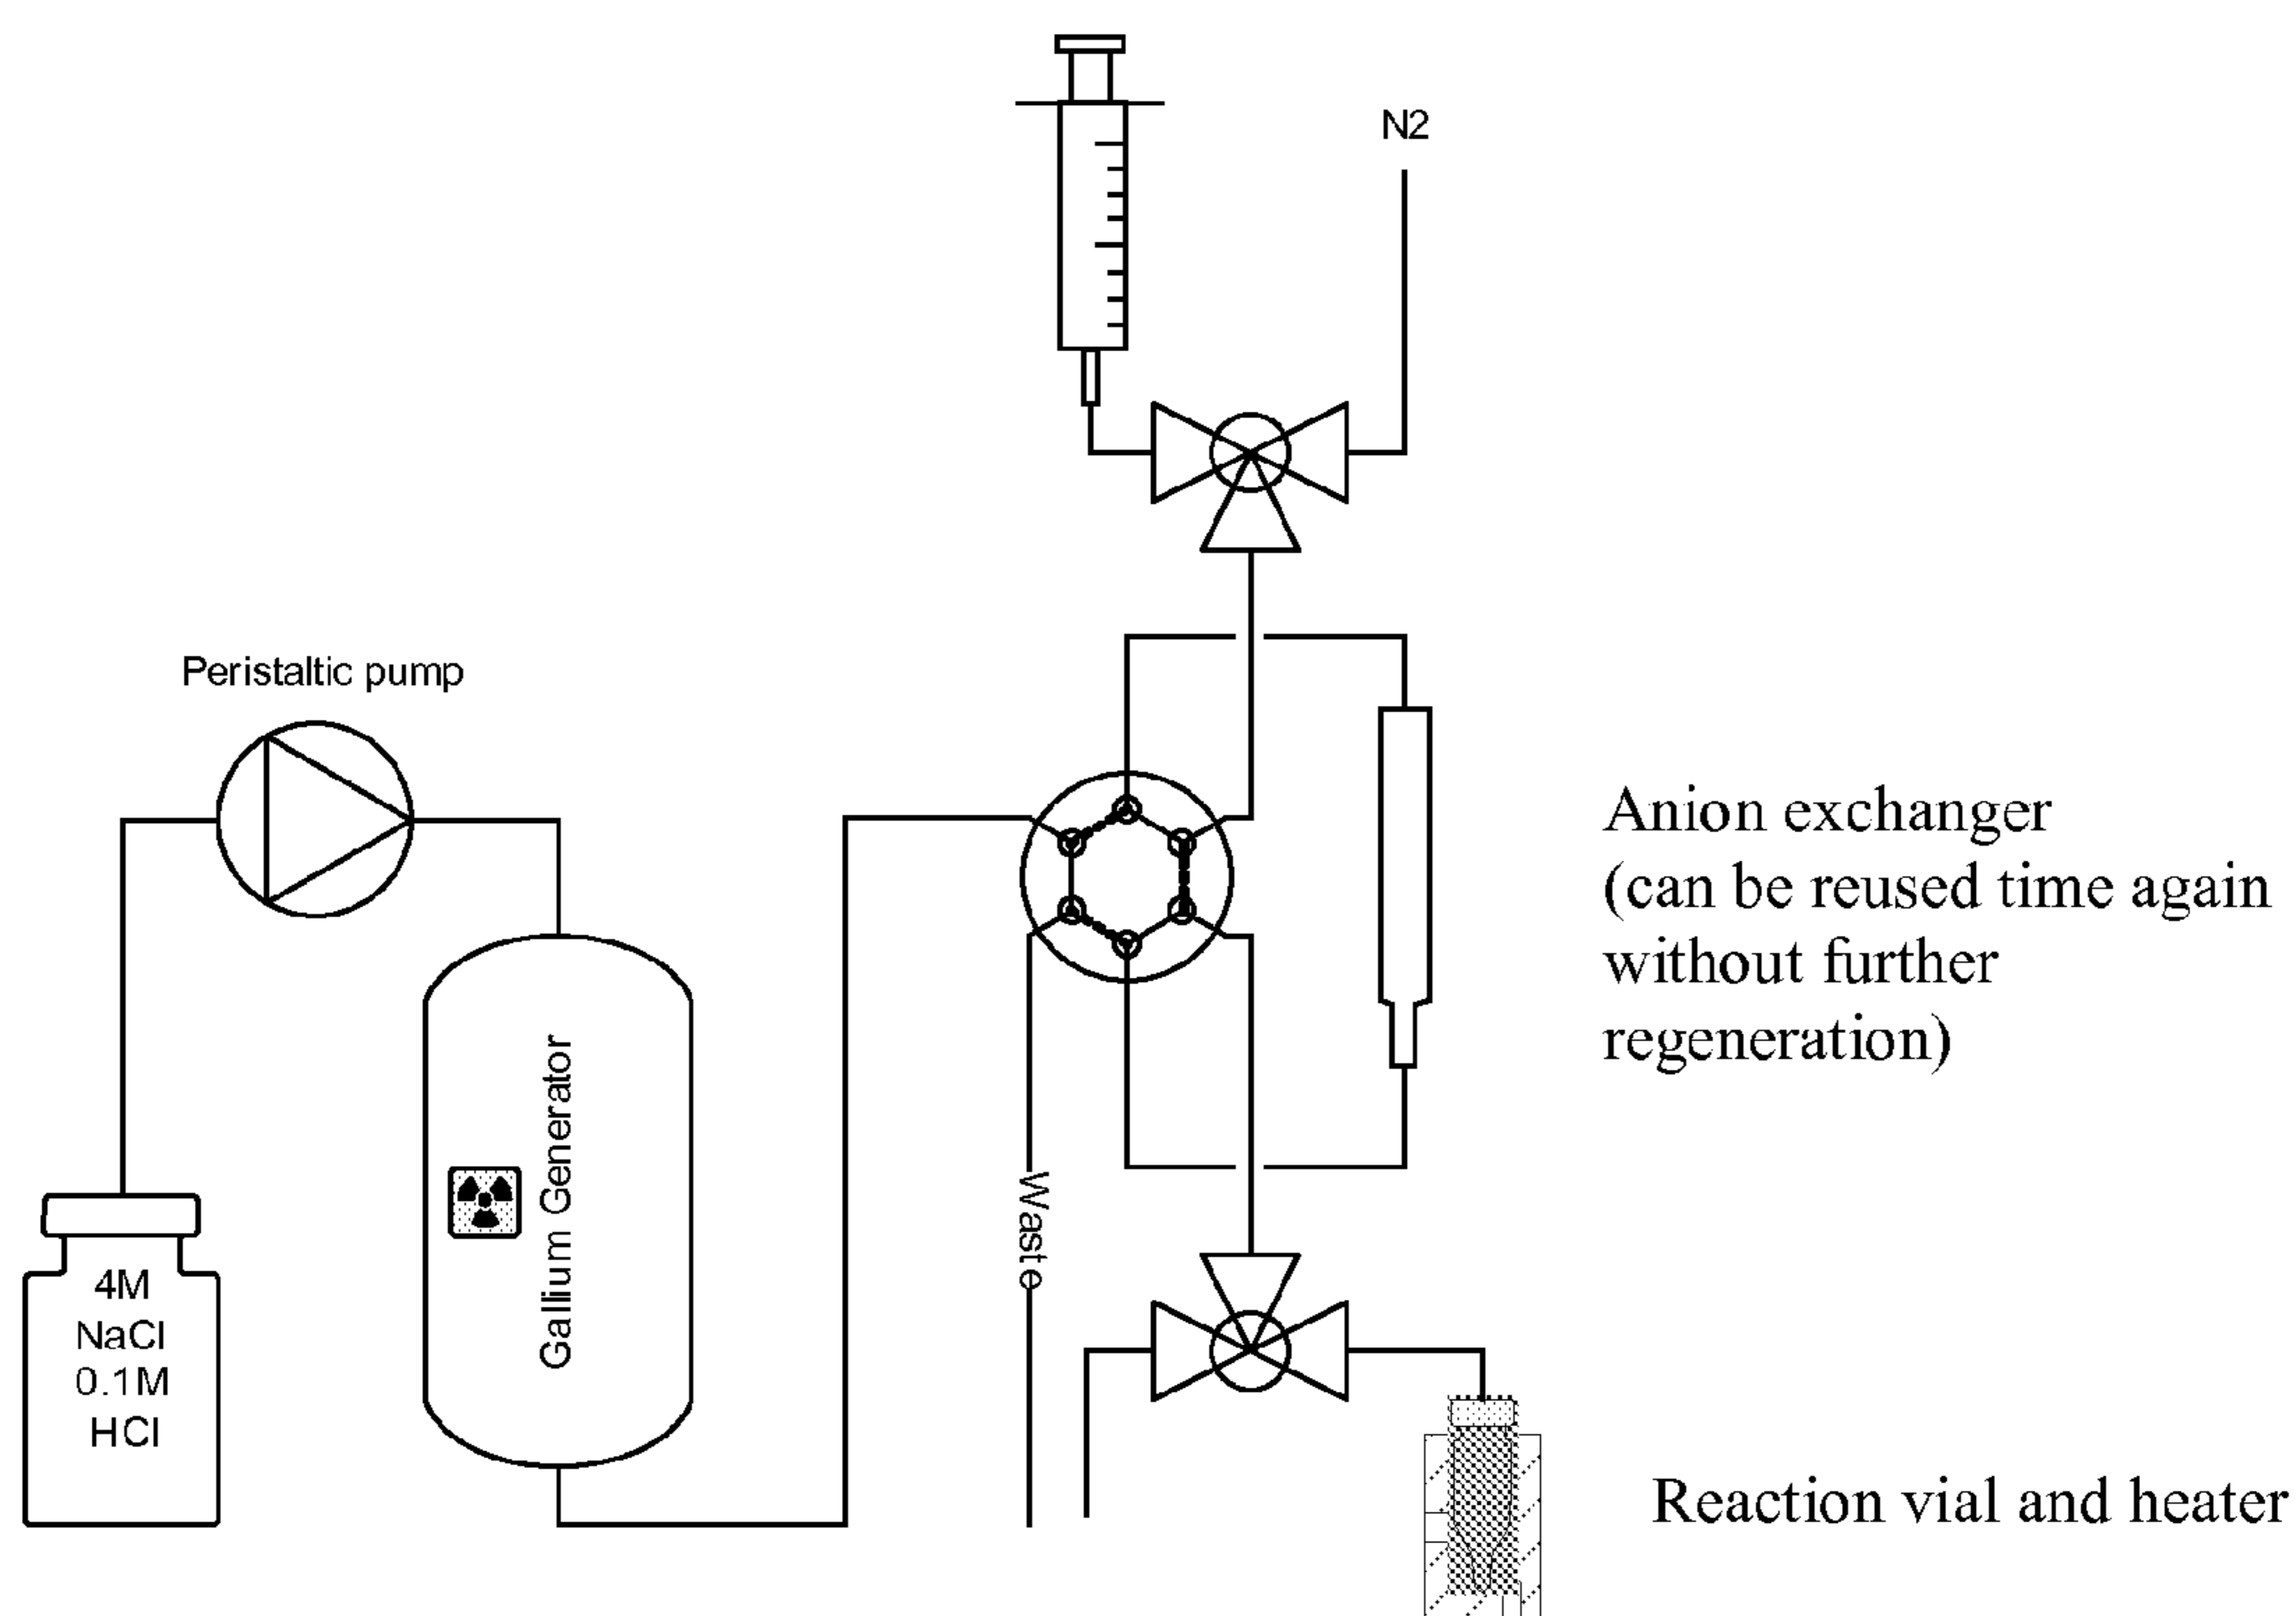 N2
Peristaltic pump
Anion exchanger
(can be reused time again
without further
regeneration)
Gallium Generator
Waste
4M
NaCl
0.1M
HCl
Reaction vial and heater